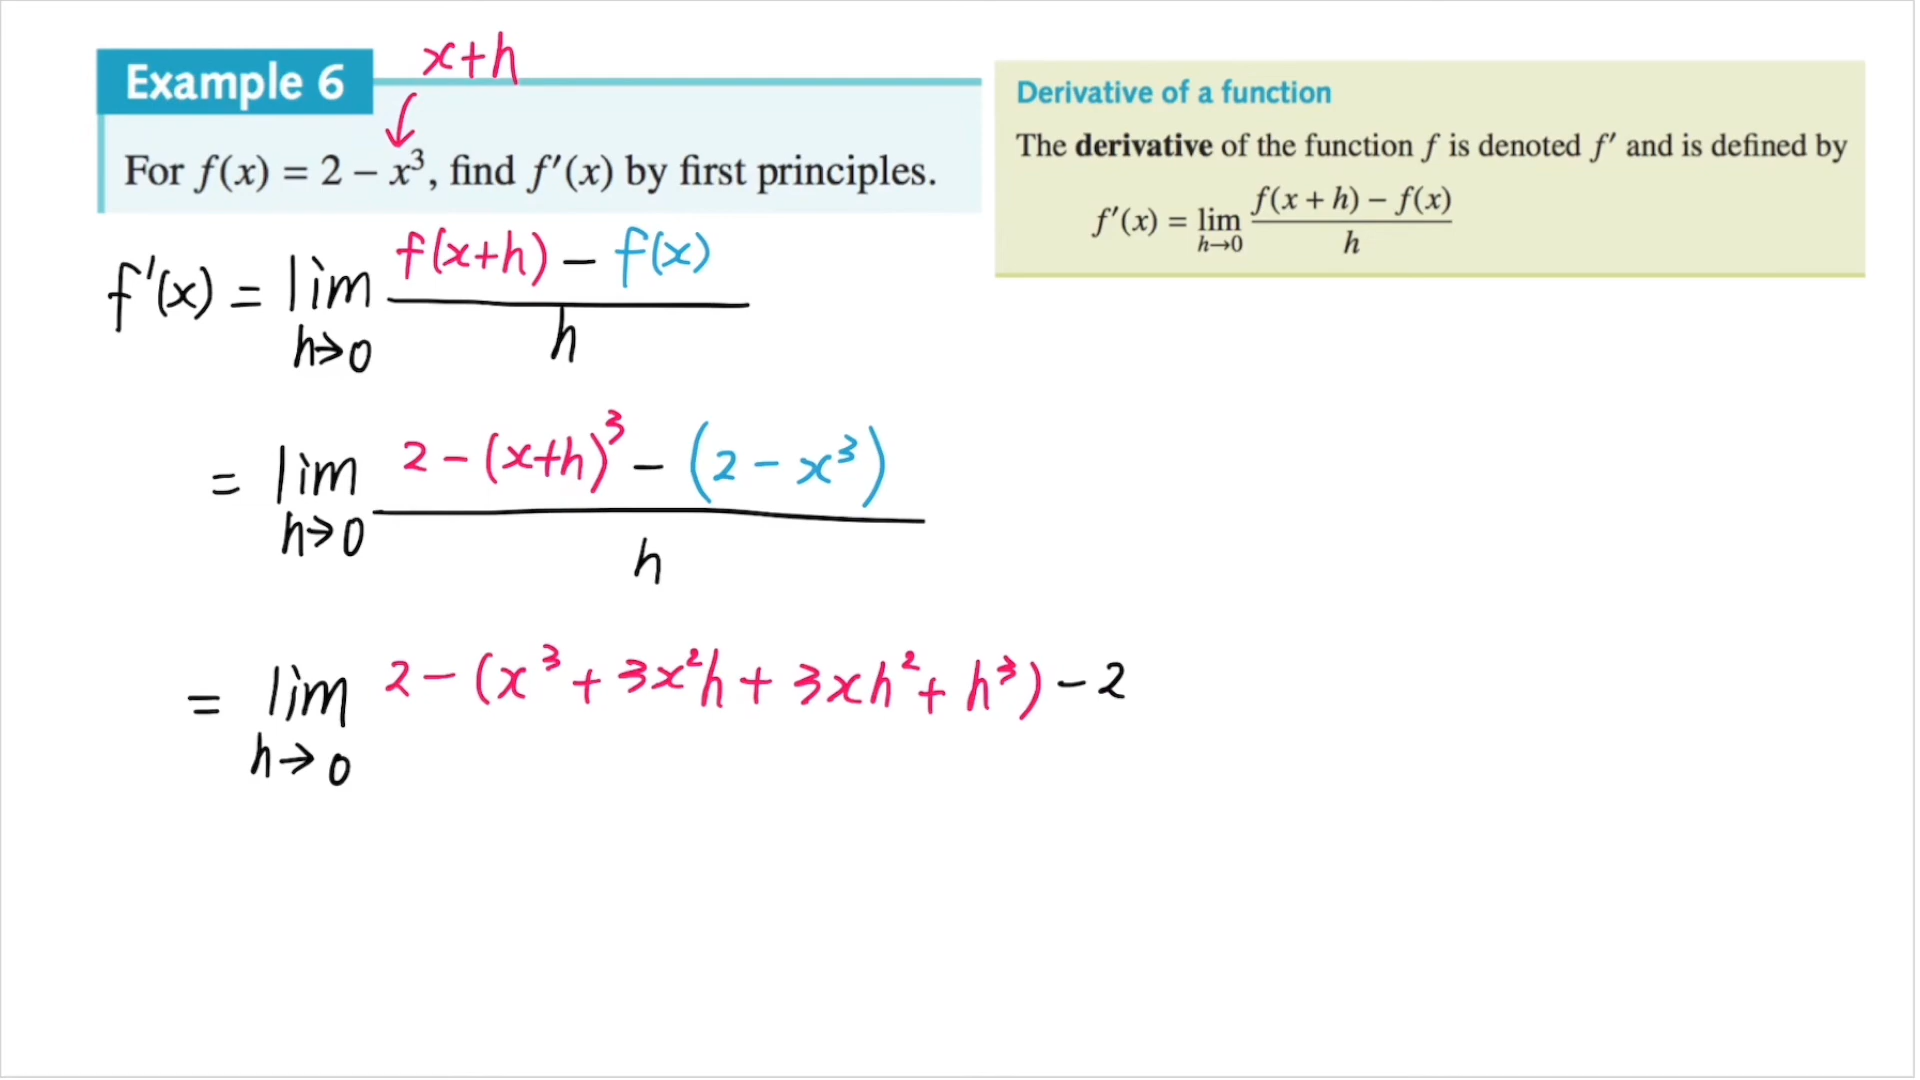 Example 6
x+h
For f(x) = 2 – x³, find f′(x) by first principles.
Derivative of a function
The derivative of the function f is denoted f′ and is defined by
f′(x) = lim h→0 f(x + h) – f(x) / h
f'(x) = lim h→0 f(x+h) – f(x) / h
= lim h→0 2 – (x+h)³ – (2 – x³) / h
= lim h→0 2 – (x³ + 3x²h + 3xh² + h³) – 2